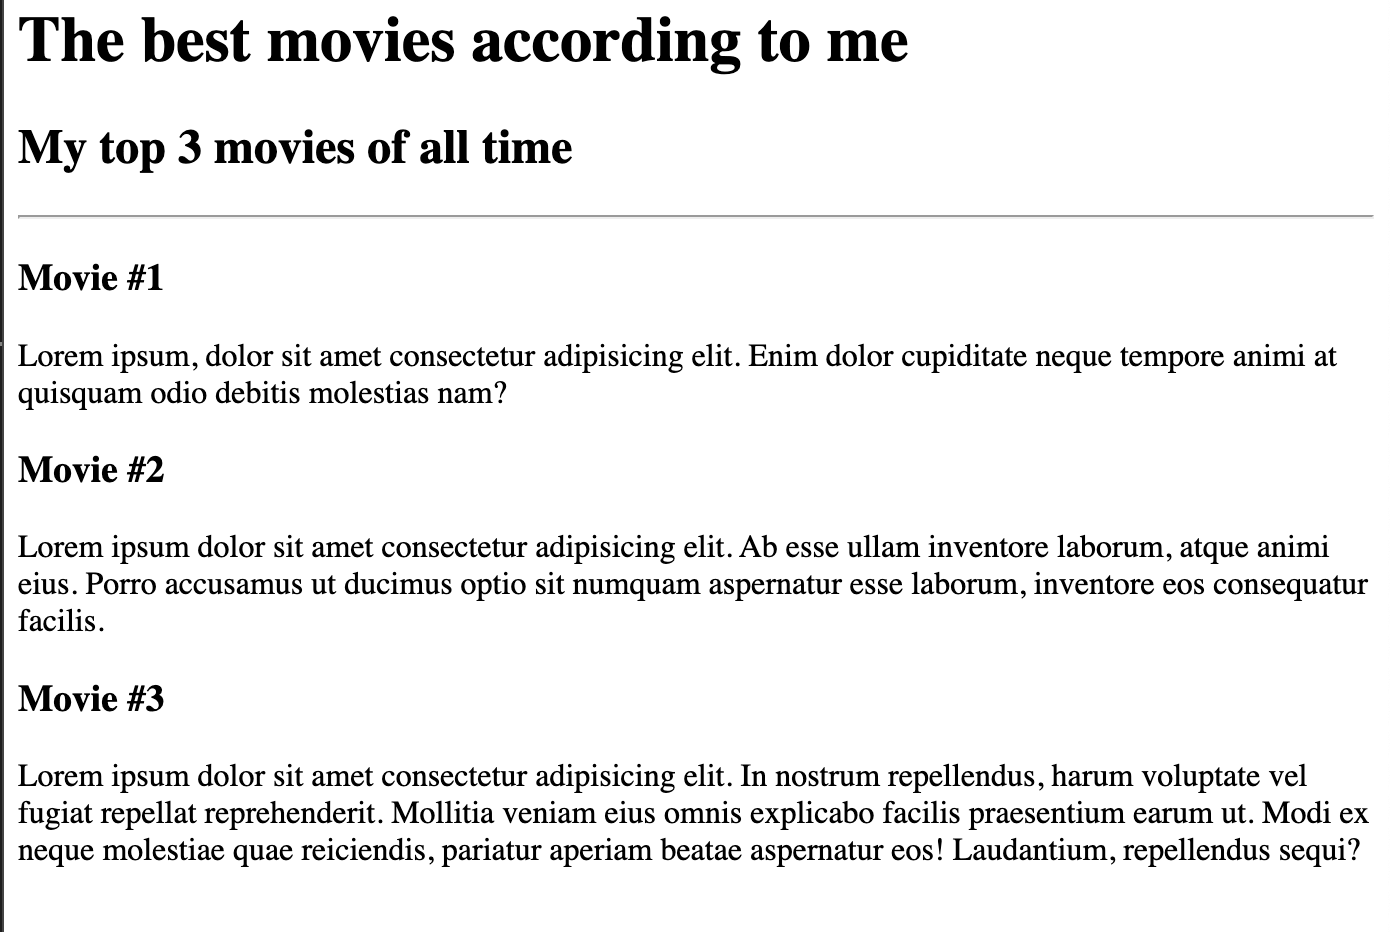 The best movies according to me
My top 3 movies of all time
Movie #1
Lorem ipsum, dolor sit amet consectetur adipisicing elit. Enim dolor cupiditate neque tempore animi at
quisquam odio debitis molestias nam?
Movie #2
Lorem ipsum dolor sit amet consectetur adipisicing elit. Ab esse ullam inventore laborum, atque animi
eius. Porro accusamus ut ducimus optio sit numquam aspernatur esse laborum, inventore eos consequatur
facilis.
Movie #3
Lorem ipsum dolor sit amet consectetur adipisicing elit. In nostrum repellendus, harum voluptate vel
fugiat repellat reprehenderit. Mollitia veniam eius omnis explicabo facilis praesentium earum ut. Modi ex
neque molestiae quae reiciendis, pariatur aperiam beatae aspernatur eos! Laudantium, repellendus sequi?